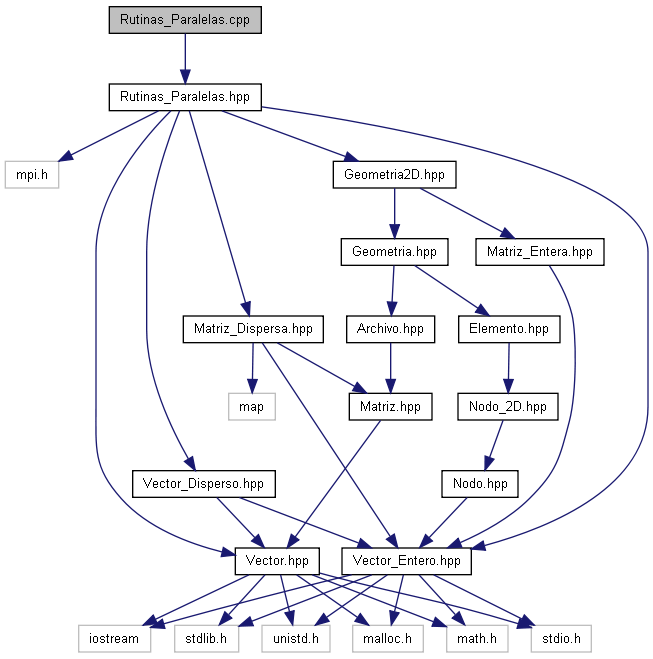 Rutinas_Paralelas.cpp
Rutinas_Paralelas.hpp
mpi.h
Geometria2D.hpp
Geometria.hpp
Matriz_Entera.hpp
Matriz_Dispersa.hpp
Archivo.hpp
Elemento.hpp
map
Matriz.hpp
Nodo_2D.hpp
Vector_Disperso.hpp
Nodo.hpp
Vector.hpp
Vector_Entero.hpp
iostream
stdlib.h
unistd.h
malloc.h
math.h
stdio.h